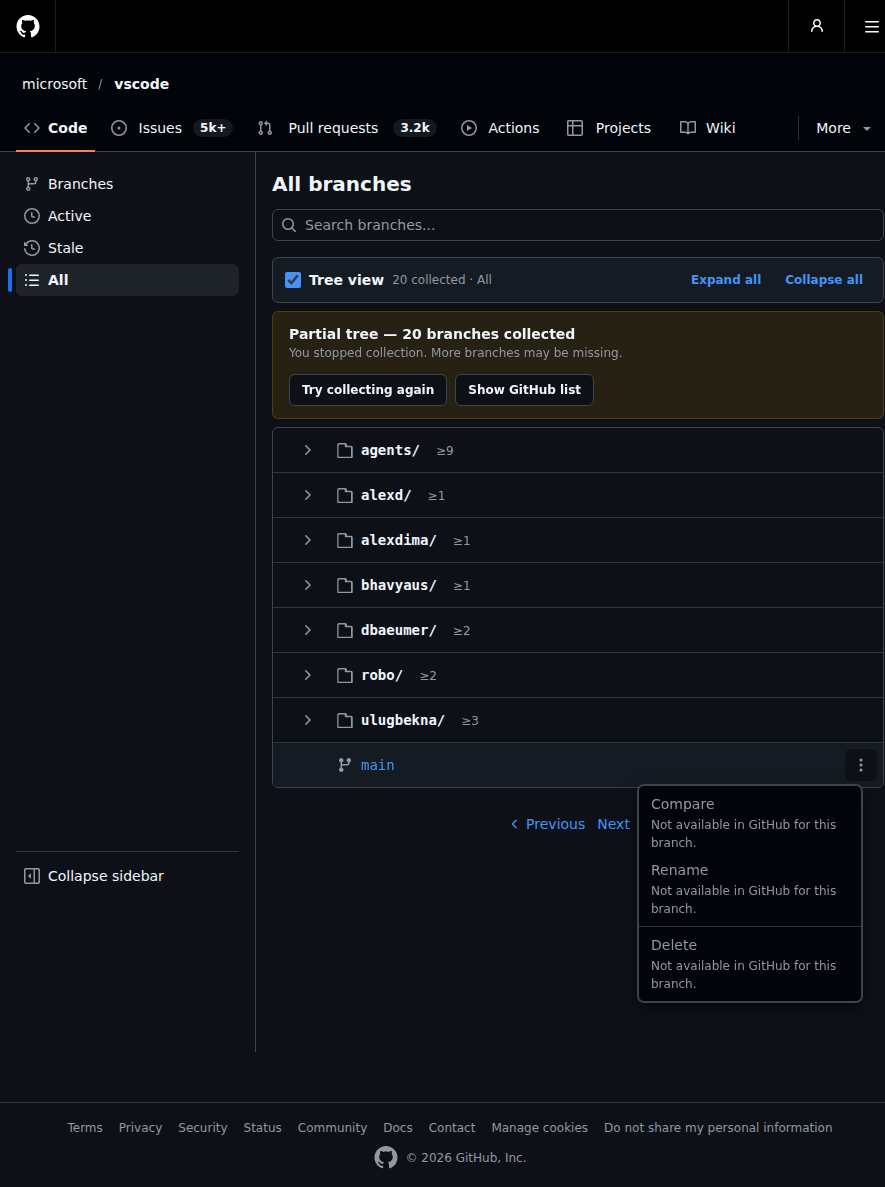 microsoft / vscode
Code Issues 5k+ Pull requests 3.2k Actions Projects Wiki More
Branches
Active
Stale
All
Collapse sidebar
All branches
Search branches...
Tree view 20 collected · All Expand all Collapse all
Partial tree — 20 branches collected
You stopped collection. More branches may be missing.
Try collecting again Show GitHub list
agents/ ≥9
alexd/ ≥1
alexdima/ ≥1
bhavyaus/ ≥1
dbaeumer/ ≥2
robo/ ≥2
ulugbekna/ ≥3
main
Previous Next
Compare
Not available in GitHub for this
branch.
Rename
Not available in GitHub for this
branch.
Delete
Not available in GitHub for this
branch.
Terms Privacy Security Status Community Docs Contact Manage cookies Do not share my personal information
© 2026 GitHub, Inc.